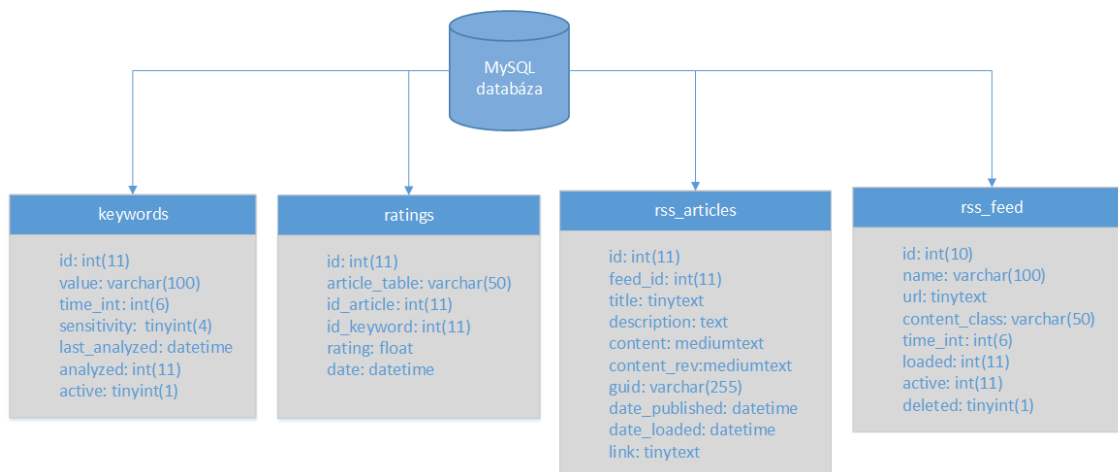 MySQL
databáza
keywords
id: int(11)
value: varchar(100)
time_int: int(6)
sensitivity: tinyint(4)
last_analyzed: datetime
analyzed: int(11)
active: tinyint(1)
ratings
id: int(11)
article_table: varchar(50)
id_article: int(11)
id_keyword: int(11)
rating: float
date: datetime
rss_articles
id: int(11)
feed_id: int(11)
title: tinytext
description: text
content: mediumtext
content_rev:mediumtext
guid: varchar(255)
date_published: datetime
date_loaded: datetime
link: tinytext
rss_feed
id: int(10)
name: varchar(100)
url: tinytext
content_class: varchar(50)
time_int: int(6)
loaded: int(11)
active: int(11)
deleted: tinyint(1)